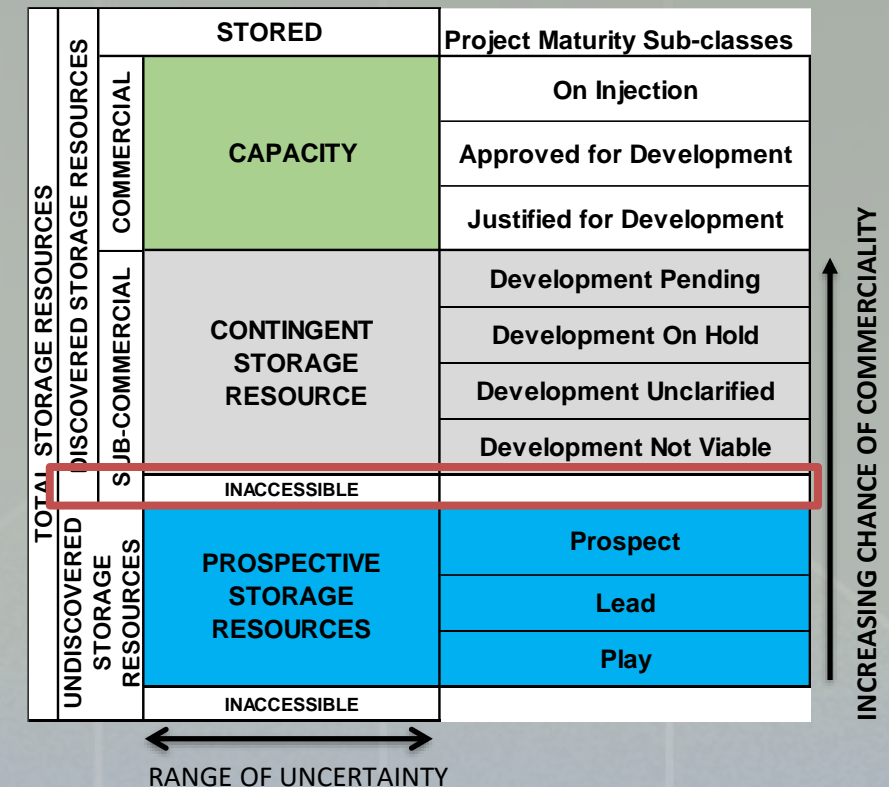 STORED
Project Maturity Sub-classes
TOTAL STORAGE RESOURCES
DISCOVERED STORAGE RESOURCES
COMMERCIAL
CAPACITY
On Injection
Approved for Development
Justified for Development
SUB-COMMERCIAL
CONTINGENT
STORAGE
RESOURCE
Development Pending
Development On Hold
Development Unclarified
Development Not Viable
INACCESSIBLE
UNDISCOVERED
STORAGE
RESOURCES
PROSPECTIVE
STORAGE
RESOURCES
Prospect
Lead
Play
INACCESSIBLE
RANGE OF UNCERTAINTY
INCREASING CHANCE OF COMMERCIALITY